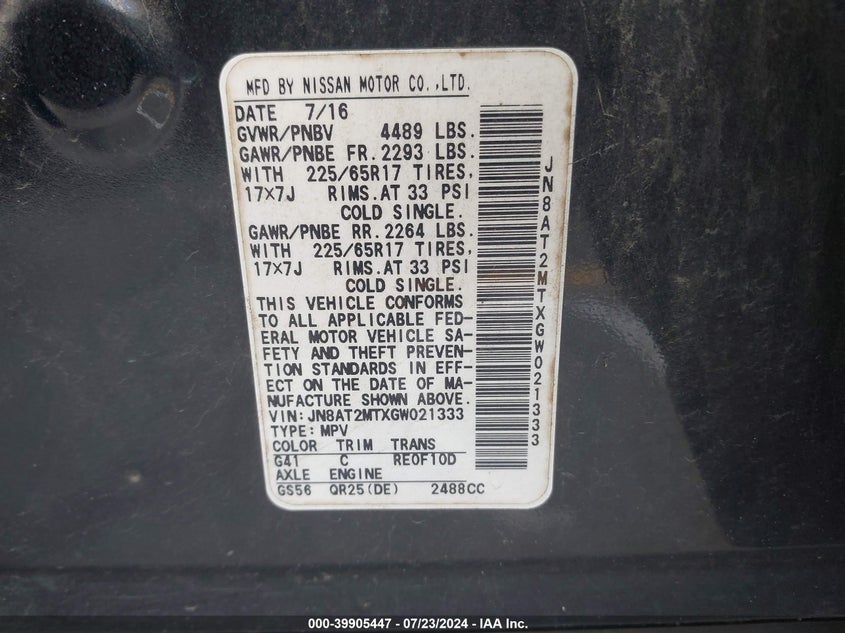 MFD BY NISSAN MOTOR CO.,LTD.
DATE 7/16
GVWR/PNBV 4489 LBS.
GAWR/PNBE FR.2293 LBS.
WITH 225/65R17 TIRES,
17×7J RIMS.AT 33 PSI
COLD SINGLE.
GAWR/PNBE RR.2264 LBS.
WITH 225/65R17 TIRES,
17×7J RIMS.AT 33 PSI
COLD SINGLE.
THIS VEHICLE CONFORMS
TO ALL APPLICABLE FED-
ERAL MOTOR VEHICLE SA-
FETY AND THEFT PREVEN-
TION STANDARDS IN EFF-
ECT ON THE DATE OF MA-
NUFACTURE SHOWN ABOVE.
VIN:JN8AT2MTXGW021333
TYPE:MPV
COLOR TRIM TRANS
G41 C RE0F10D
AXLE ENGINE
GS56 QR25(DE) 2488CC
JN8AT2MTXGW021333
000-39905447 - 07/23/2024 - IAA Inc.